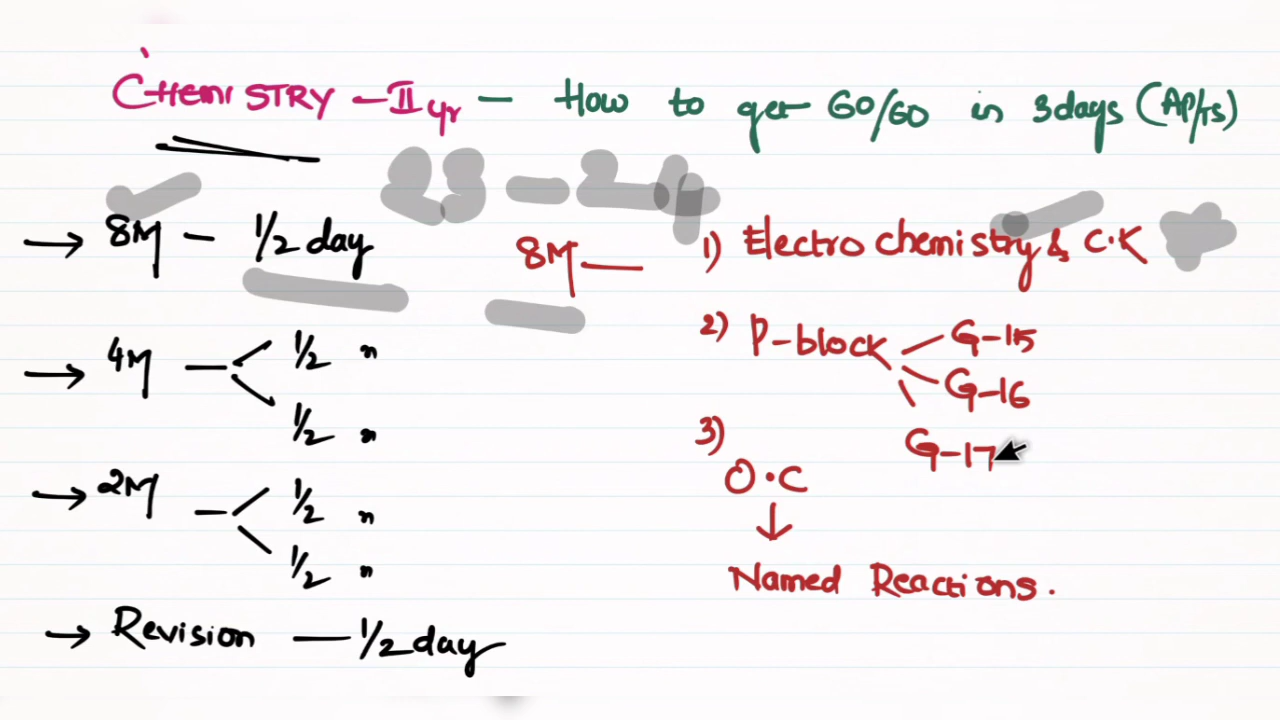 CHEMISTRY - II yr - How to get 60/60 in 3days (AP/TS)
23-24
→ 8M - 1/2 day
→ 4M - 1/2 "
1/2 "
→ 2M - 1/2 "
1/2 "
→ Revision - 1/2 day
8M - 1) Electro chemistry & C.K
2) P-block G-15
G-16
G-17
3) O.C
↓
Named Reactions.